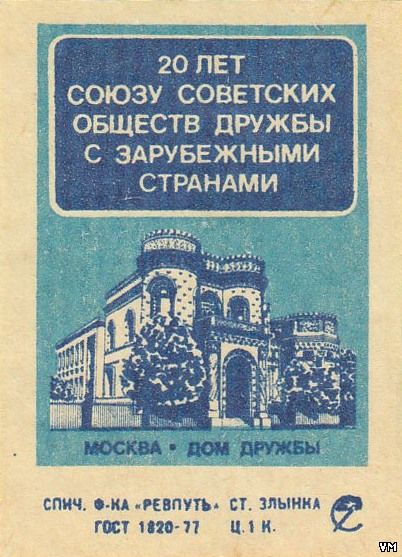 20 ЛЕТ
СОЮЗУ СОВЕТСКИХ
ОБЩЕСТВ ДРУЖБЫ
С ЗАРУБЕЖНЫМИ
СТРАНАМИ
МОСКВА • ДОМ ДРУЖБЫ
СПИЧ. Ф-КА «РЕВПУТЬ» СТ. ЗЛЫНКА
ГОСТ 1820-77 Ц.1 К.
VM